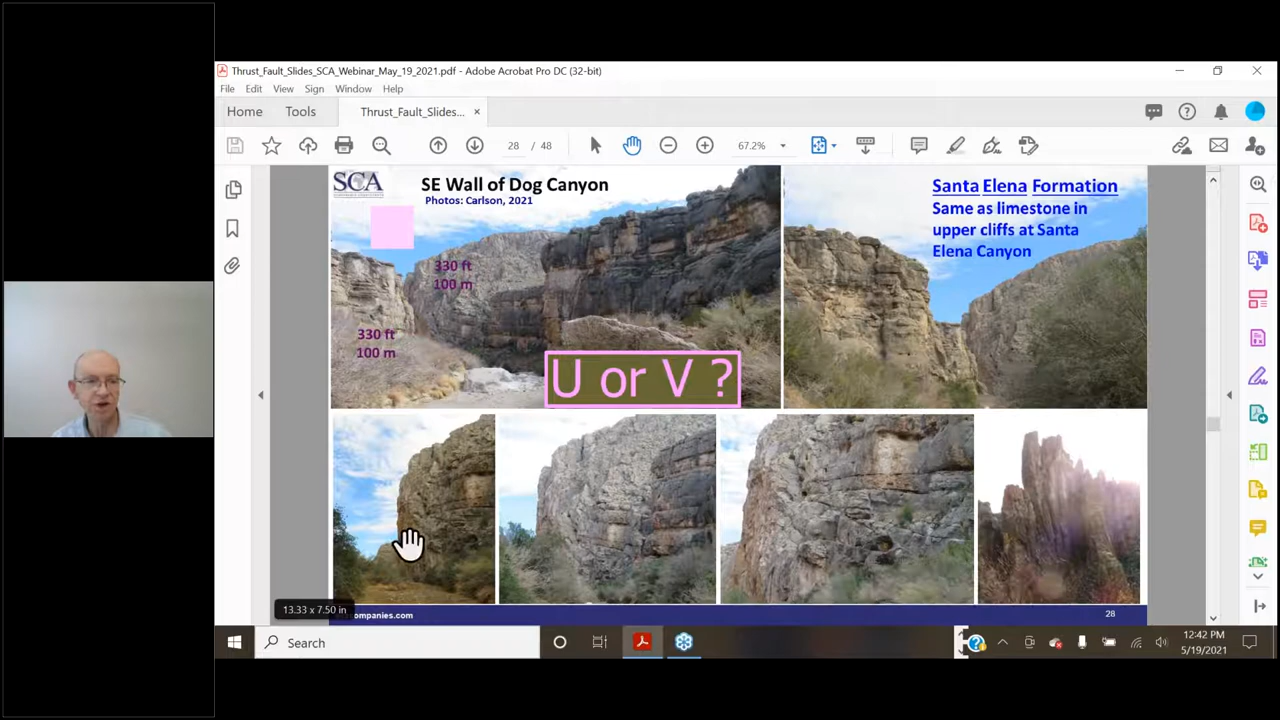 Thrust_Fault_Slides_SCA_Webinar_May_19_2021.pdf - Adobe Acrobat Pro DC (32-bit)
File Edit View Sign Window Help
Home Tools Thrust_Fault_Slides... ×
28 / 48 67.2%
SCA
SE Wall of Dog Canyon
Photos: Carlson, 2021
330 ft
100 m
330 ft
100 m
U or V ?
Santa Elena Formation
Same as limestone in
upper cliffs at Santa
Elena Canyon
13.33 x 7.50 in
ompanies.com
28
Search
12:42 PM
5/19/2021